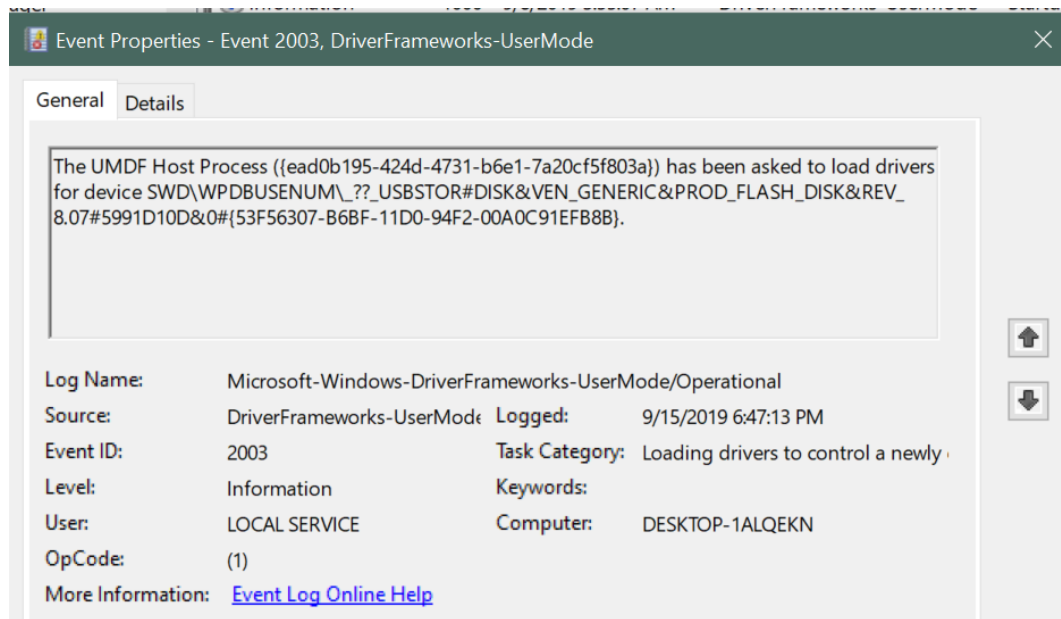 Event Properties - Event 2003, DriverFrameworks-UserMode
General Details
The UMDF Host Process ({ead0b195-424d-4731-b6e1-7a20cf5f803a}) has been asked to load drivers
for device SWD\WPDBUSENUM\_??_USBSTOR#DISK&VEN_GENERIC&PROD_FLASH_DISK&REV_
8.07#5991D10D&0#{53F56307-B6BF-11D0-94F2-00A0C91EFB8B}.
Log Name: Microsoft-Windows-DriverFrameworks-UserMode/Operational
Source: DriverFrameworks-UserMode Logged: 9/15/2019 6:47:13 PM
Event ID: 2003 Task Category: Loading drivers to control a newly
Level: Information Keywords:
User: LOCAL SERVICE Computer: DESKTOP-1ALQEKN
OpCode: (1)
More Information: Event Log Online Help